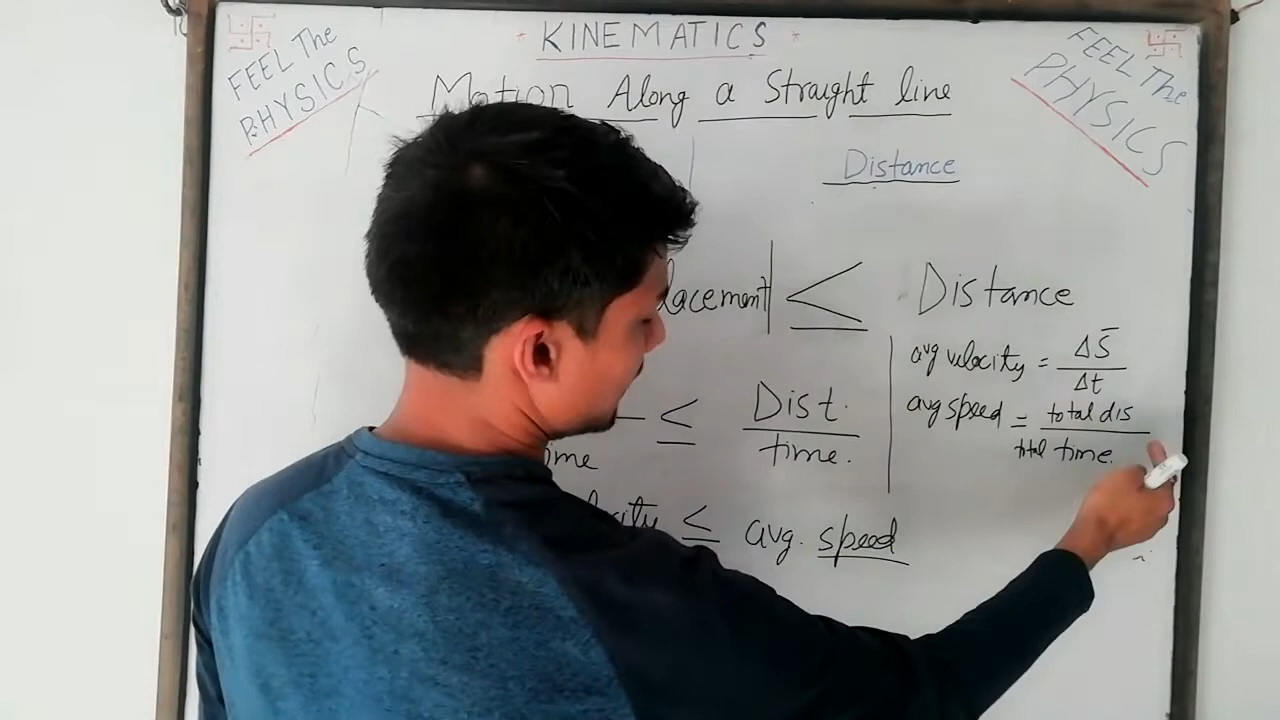 KINEMATICS
FEEL The
PHYSICS
FEEL The
PHYSICS
Motion Along a Straight line
Distance
lacement| ≤ Distance
avg velocity = ΔS̄ / Δt
avg speed = total dis / total time.
ime ≤ Dist. / time.
city ≤ avg. speed